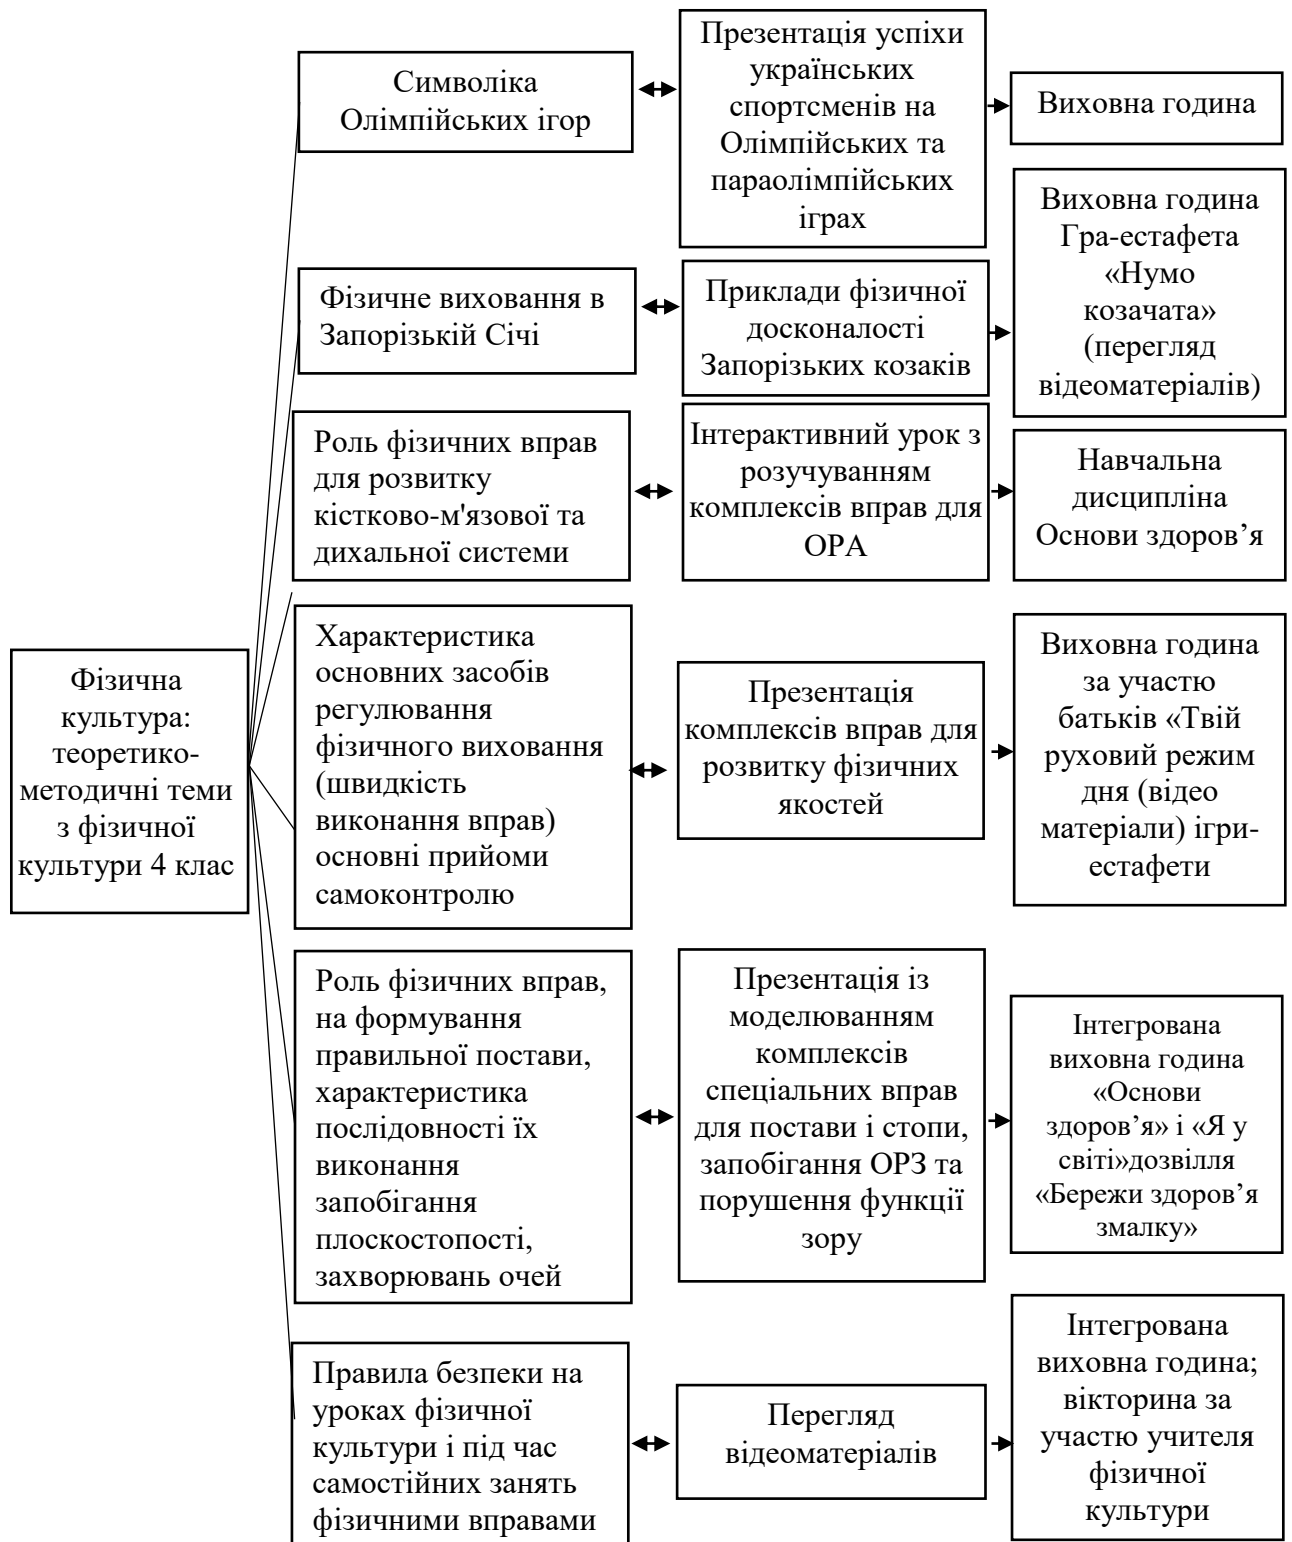 Символіка
Олімпійських ігор
Презентація успіхи
українських
спортсменів на
Олімпійських та
параолімпійських
іграх
Виховна година
Фізичне виховання в
Запорізькій Січі
Приклади фізичної
досконалості
Запорізьких козаків
Виховна година
Гра-естафета
«Нумо
козачата»
(перегляд
відеоматеріалів)
Роль фізичних вправ
для розвитку
кістково-м'язової та
дихальної системи
Інтерактивний урок з
розучуванням
комплексів вправ для
ОРА
Навчальна
дисципліна
Основи здоров’я
Фізична
культура:
теоретико-
методичні теми
з фізичної
культури 4 клас
Характеристика
основних засобів
регулювання
фізичного виховання
(швидкість
виконання вправ)
основні прийоми
самоконтролю
Презентація
комплексів вправ для
розвитку фізичних
якостей
Виховна година
за участю
батьків «Твій
руховий режим
дня (відео
матеріали) ігри-
естафети
Роль фізичних вправ,
на формування
правильної постави,
характеристика
послідовності їх
виконання
запобігання
плоскостопості,
захворювань очей
Презентація із
моделюванням
комплексів
спеціальних вправ
для постави і стопи,
запобігання ОРЗ та
порушення функції
зору
Інтегрована
виховна година
«Основи
здоров’я» і «Я у
світі»дозвілля
«Бережи здоров’я
змалку»
Правила безпеки на
уроках фізичної
культури і під час
самостійних занять
фізичними вправами
Перегляд
відеоматеріалів
Інтегрована
виховна година;
вікторина за
участю учителя
фізичної
культури